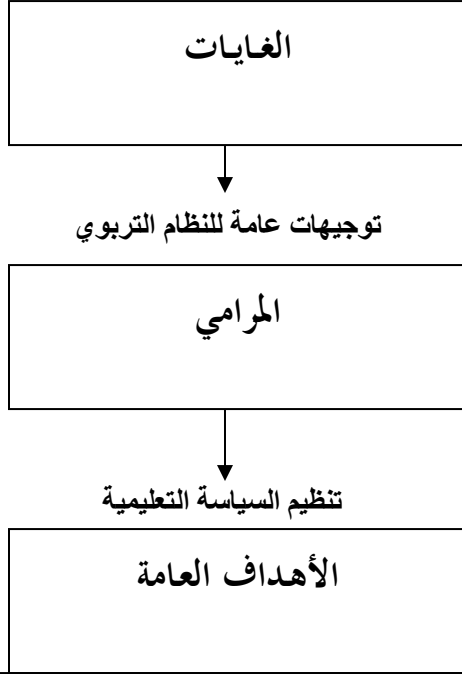 الغايات
توجيهات عامة للنظام التربوي
المرامي
تنظيم السياسة التعليمية
الأهداف العامة